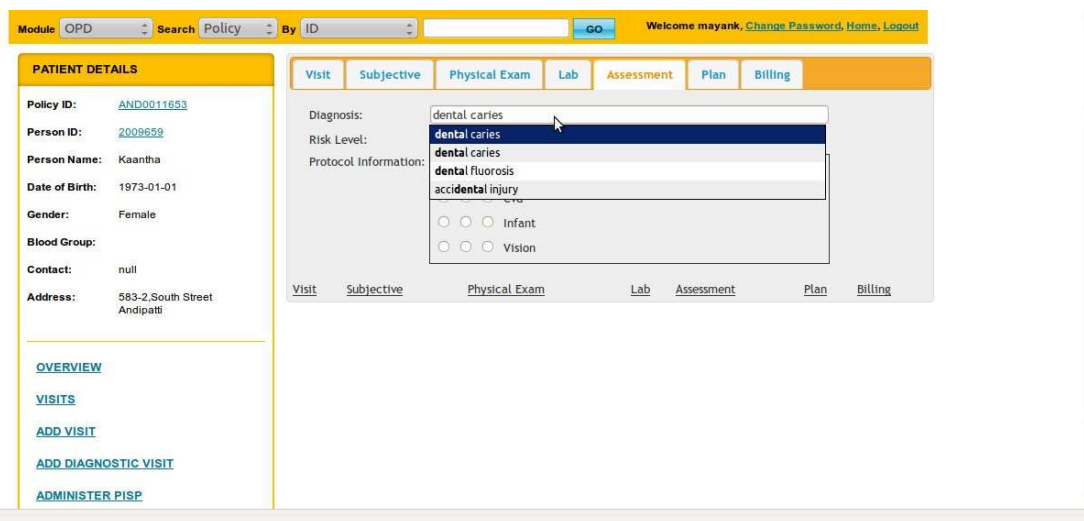 Module OPD Search Policy By ID GO Welcome mayank, Change Password, Home, Logout
PATIENT DETAILS
Policy ID: AND0011653
Person ID: 2009659
Person Name: Kaantha
Date of Birth: 1973-01-01
Gender: Female
Blood Group:
Contact: null
Address: 583-2,South Street
Andipatti
OVERVIEW
VISITS
ADD VISIT
ADD DIAGNOSTIC VISIT
ADMINISTER PISP
Visit Subjective Physical Exam Lab Assessment Plan Billing
Diagnosis: dental caries
dental caries
dental caries
dental fluorosis
accidental injury
Risk Level:
Protocol Information:
Infant
Vision
Visit Subjective Physical Exam Lab Assessment Plan Billing